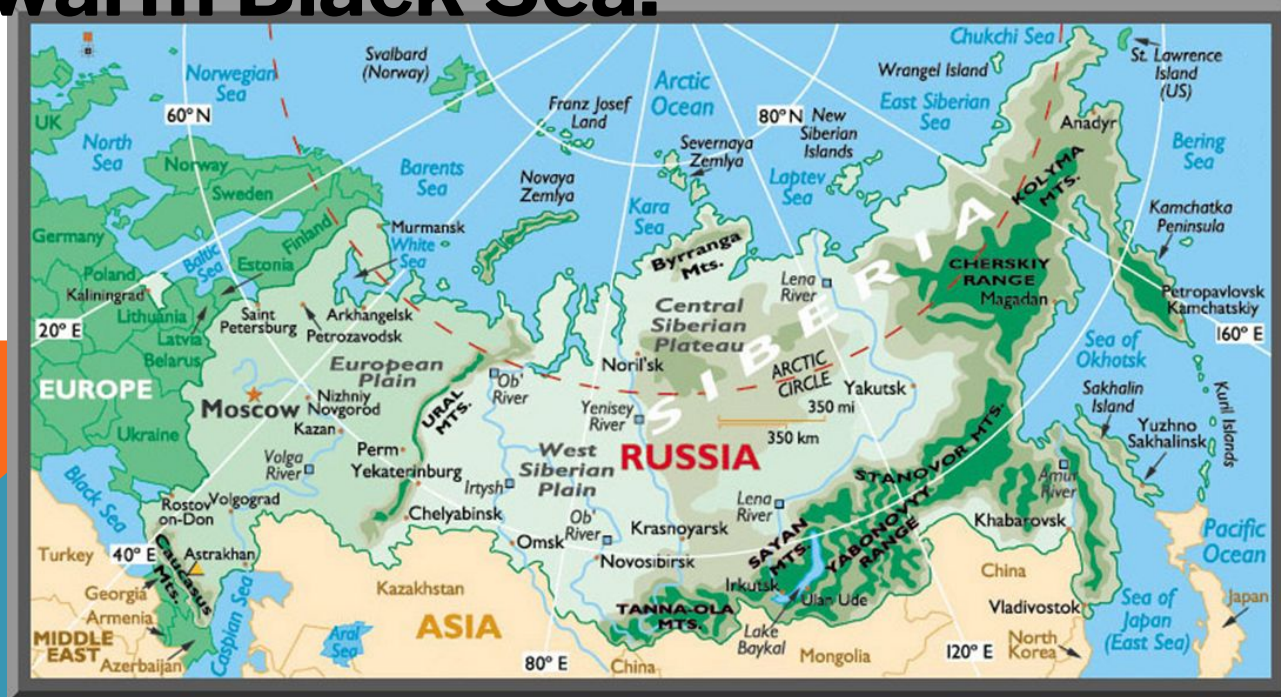 warm Black Sea.
Chukchi Sea
St. Lawrence
Island
(US)
Svalbard
(Norway)
Norwegian
Sea
Wrangel Island
Arctic
Ocean
60° N
Franz Josef
Land
80° N
New
Siberian
Islands
East Siberian
Sea
UK
North
Sea
Anadyr
Bering
Sea
Severnaya
Zemlya
Norway
Barents
Sea
Novaya
Zemlya
Laptev
Sea
KOLYMA
MTS.
Sweden
Kara
Sea
Kamchatka
Peninsula
Germany
Finland
Murmansk
White
Sea
Byrranga
Mts.
Baltic
Sea
Estonia
Poland
Kaliningrad
Lithuania
Lena
River
CHERSKIY
RANGE
Magadan
Petropavlovsk
Kamchatskiy
Saint
Petersburg
Arkhangelsk
Petrozavodsk
Central
Siberian
Plateau
SIBERIA
20° E
Latvia
Belarus
160° E
Sea of
Okhotsk
EUROPE
European
Plain
Noril'sk
ARCTIC
CIRCLE
Ob'
River
Yakutsk
Sakhalin
Island
Kuril Islands
Moscow
Nizhniy
Novgorod
URAL
MTS.
Yenisey
River
350 mi
350 km
Kazan
Ukraine
Yuzhno
Sakhalinsk
Perm
West
Siberian
Plain
RUSSIA
Volga
River
Yekaterinburg
Irtysh
STANOVOR MTS.
Amur
River
Black Sea
Rostov
on-Don
Volgograd
Chelyabinsk
Ob'
River
Krasnoyarsk
Lena
River
Khabarovsk
Pacific
Ocean
Turkey
40° E
Astrakhan
Omsk
Novosibirsk
SAYAN
MTS.
YABONOVYY
RANGE
Caucasus
Mts.
Georgia
Armenia
Kazakhstan
Irkutsk
Ulan Ude
China
Vladivostok
Sea of
Japan
(East Sea)
Japan
MIDDLE
EAST
Azerbaijan
Caspian Sea
Aral
Sea
ASIA
TANNA-OLA
MTS.
Lake
Baykal
80° E
China
Mongolia
120° E
North
Korea